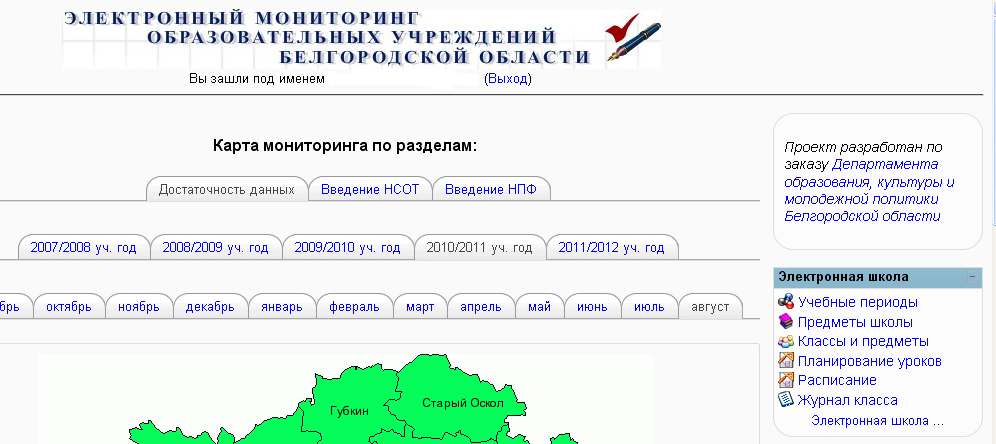 ЭЛЕКТРОННЫЙ МОНИТОРИНГ
ОБРАЗОВАТЕЛЬНЫХ УЧРЕЖДЕНИЙ
БЕЛГОРОДСКОЙ ОБЛАСТИ
Вы зашли под именем (Выход)
Карта мониторинга по разделам:
Достаточность данных Введение НСОТ Введение НПФ
2007/2008 уч. год 2008/2009 уч. год 2009/2010 уч. год 2010/2011 уч. год 2011/2012 уч. год
брь октябрь ноябрь декабрь январь февраль март апрель май июнь июль август
Губкин
Старый Оскол
Проект разработан по
заказу Департамента
образования, культуры и
молодежной политики
Белгородской области
Электронная школа
Учебные периоды
Предметы школы
Классы и предметы
Планирование уроков
Расписание
Журнал класса
Электронная школа ...